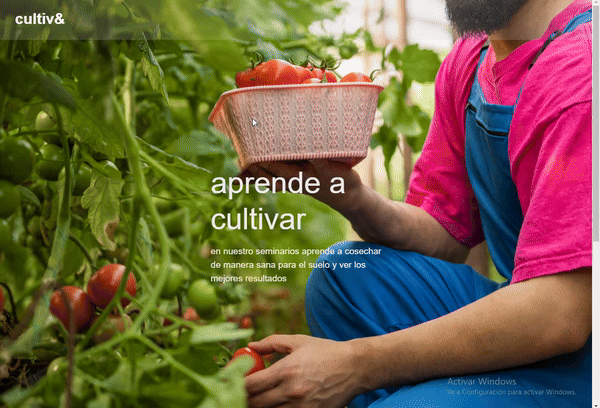 cultiv&
aprende a
cultivar
en nuestro seminarios aprende a cosechar
de manera sana para el suelo y ver los
mejores resultados
Activar Windows
Ve a Configuración para activar Windows.